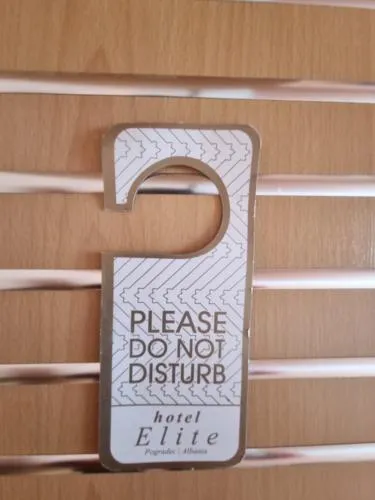 PLEASE
DO NOT
DISTURB
hotel
Elite
Pogradec | Albania